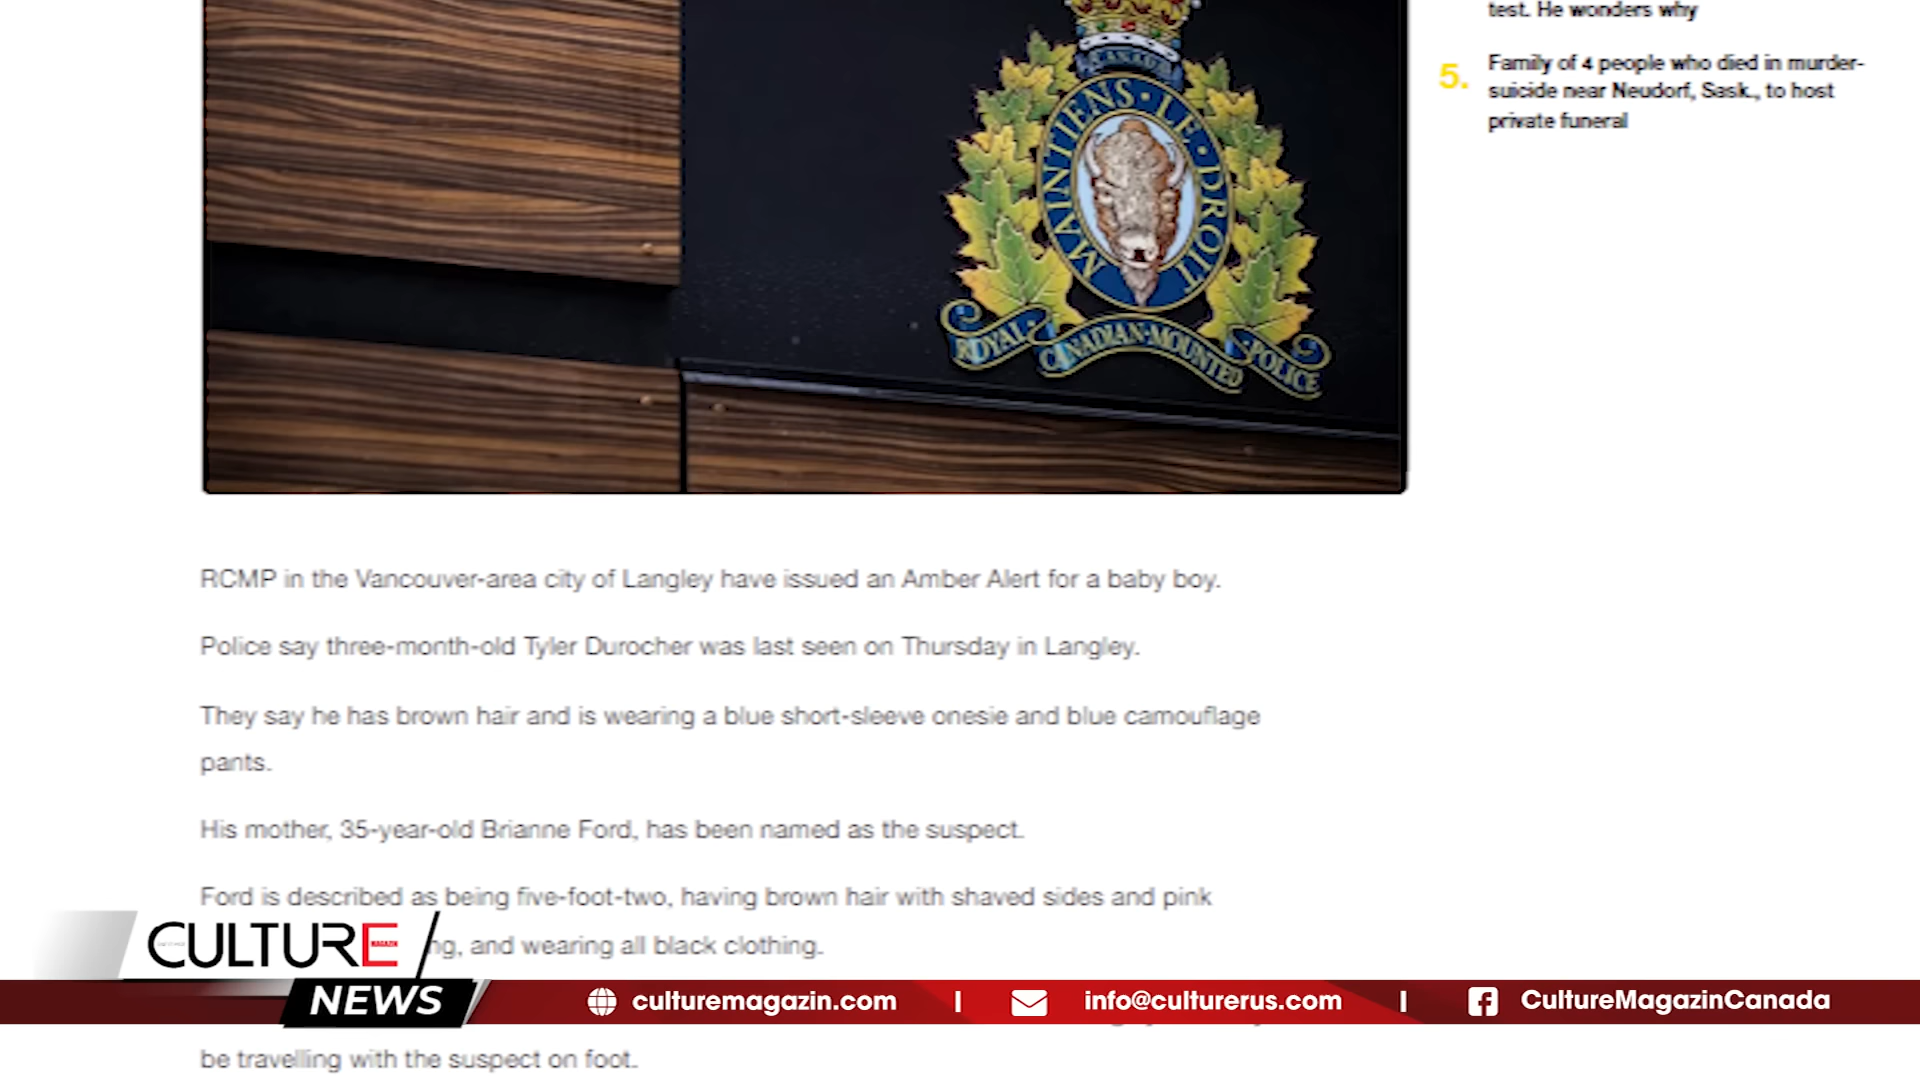 test. He wonders why
5.
Family of 4 people who died in murder-
suicide near Neudorf, Sask., to host
private funeral
CANADA
MAINTIENS · LE · DROIT
ROYAL · CANADIAN · MOUNTED · POLICE
RCMP in the Vancouver-area city of Langley have issued an Amber Alert for a baby boy.
Police say three-month-old Tyler Durocher was last seen on Thursday in Langley.
They say he has brown hair and is wearing a blue short-sleeve onesie and blue camouflage
pants.
His mother, 35-year-old Brianne Ford, has been named as the suspect.
Ford is described as being five-foot-two, having brown hair with shaved sides and pink
and wearing all black clothing.
CULTURE
MAGAZIN
NEWS
culturemagazin.com | info@culturerus.com | CultureMagazinCanada
be travelling with the suspect on foot.